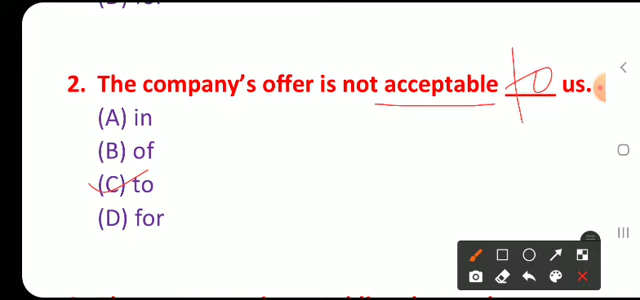 2. The company's offer is not acceptable to us.
(A) in
(B) of
(C) to
(D) for